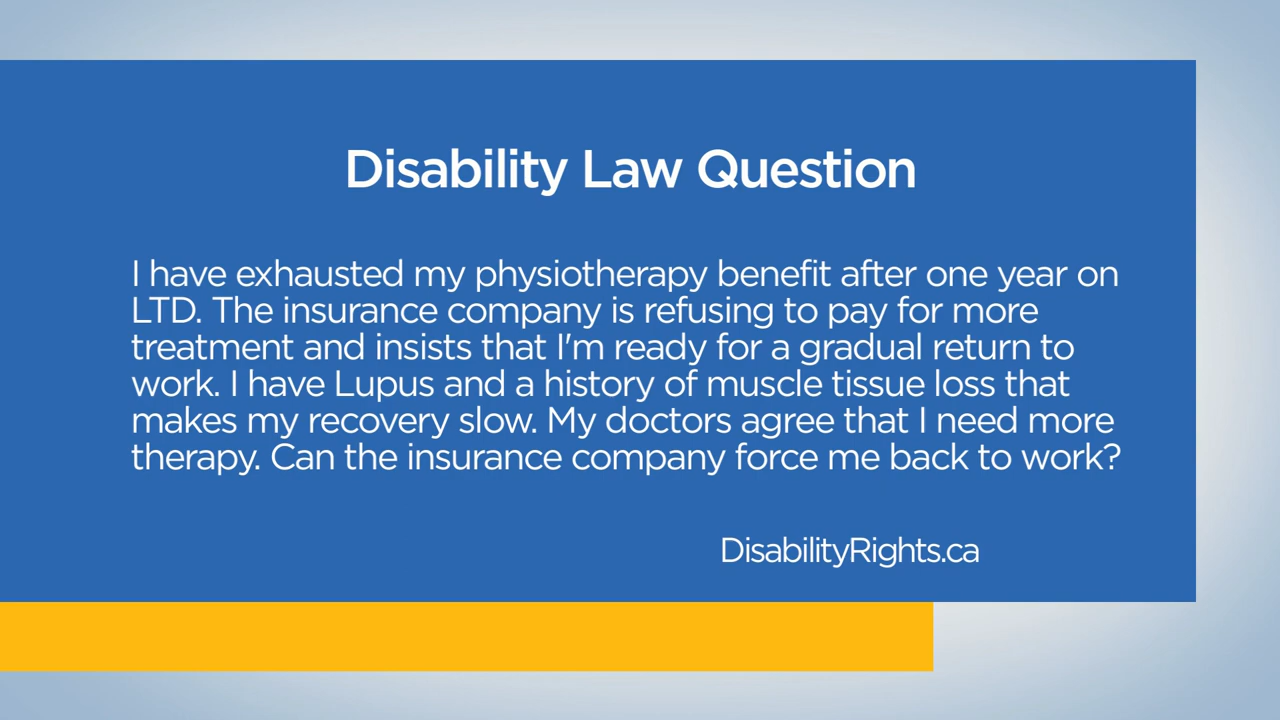 Disability Law Question
I have exhausted my physiotherapy benefit after one year on
LTD. The insurance company is refusing to pay for more
treatment and insists that I'm ready for a gradual return to
work. I have Lupus and a history of muscle tissue loss that
makes my recovery slow. My doctors agree that I need more
therapy. Can the insurance company force me back to work?
DisabilityRights.ca